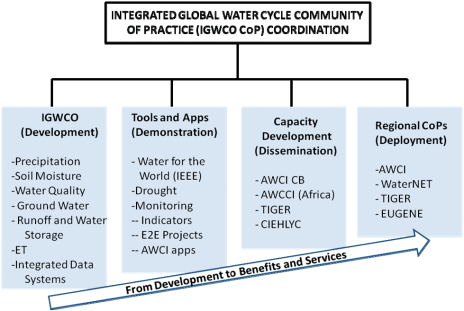 INTEGRATED GLOBAL WATER CYCLE COMMUNITY
OF PRACTICE (IGWCO CoP) COORDINATION
IGWCO
(Development)
-Precipitation
-Soil Moisture
-Water Quality
- Ground Water
- Runoff and Water
Storage
-ET
-Integrated Data
Systems
Tools and Apps
(Demonstration)
- Water for the
World (IEEE)
-Drought
-Monitoring
-- Indicators
-- E2E Projects
-- AWCI apps
Capacity
Development
(Dissemination)
- AWCI CB
- AWCCI (Africa)
- TIGER
- CIEHLYC
Regional CoPs
(Deployment)
-AWCI
- WaterNET
- TIGER
- EUGENE
From Development to Benefits and Services